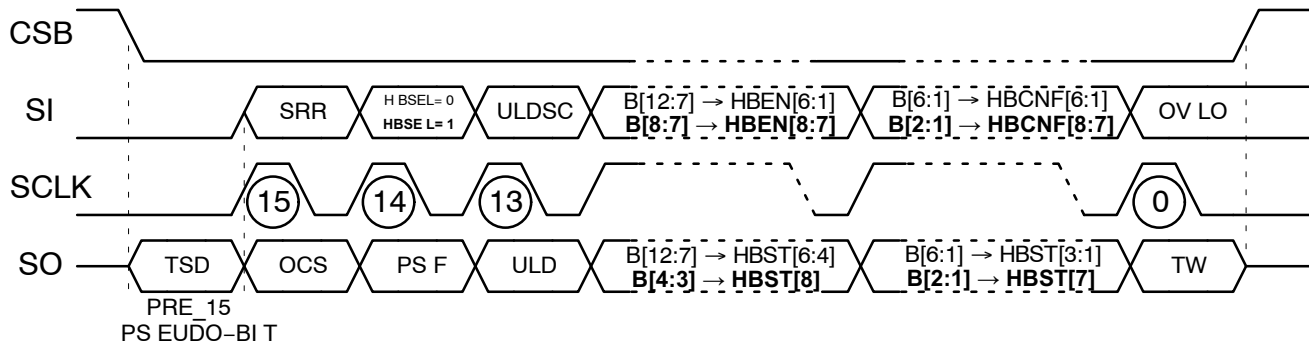 CSB
SI
SRR
H BSEL= 0
HBSE L= 1
ULDSC
B[12:7] → HBEN[6:1]
B[8:7] → HBEN[8:7]
B[6:1] → HBCNF[6:1]
B[2:1] → HBCNF[8:7]
OV LO
SCLK
15
14
13
0
SO
TSD
OCS
PS F
ULD
B[12:7] → HBST[6:4]
B[4:3] → HBST[8]
B[6:1] → HBST[3:1]
B[2:1] → HBST[7]
TW
PRE_15
PS EUDO−BI T